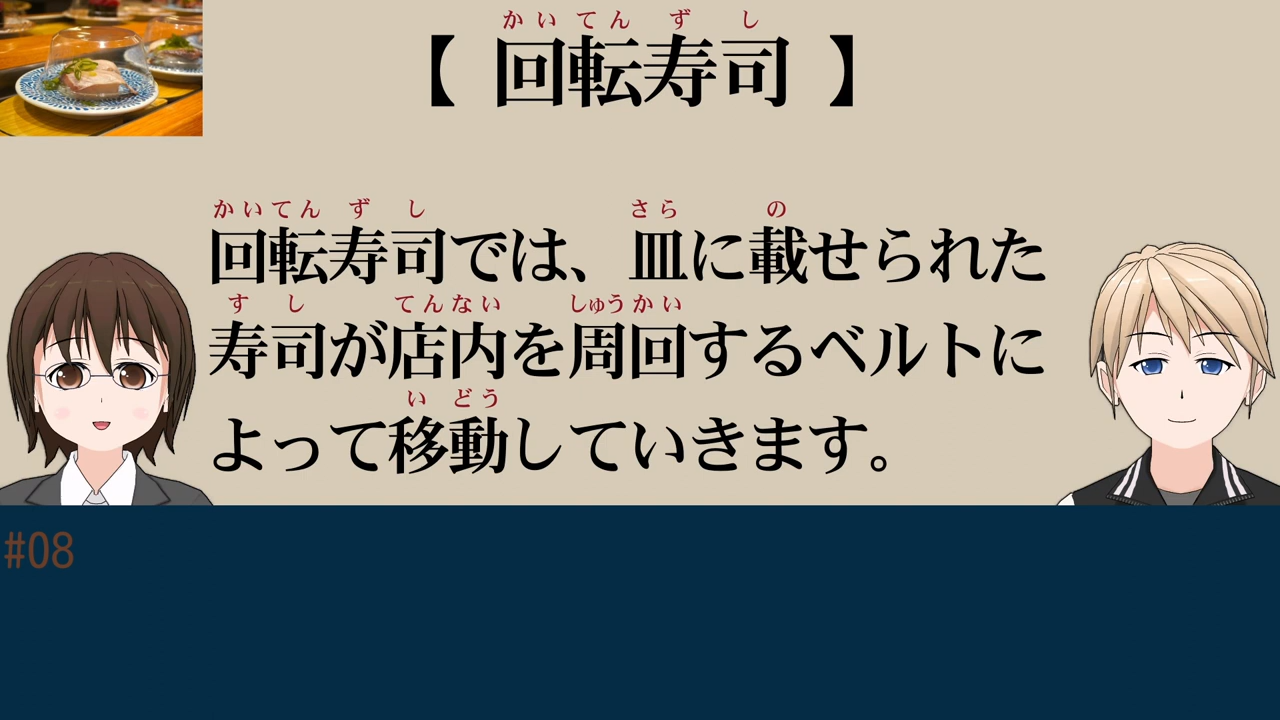 かいてんずし
【 回転寿司 】
かいてんずし さら の
回転寿司では、皿に載せられた
すし てんない しゅうかい
寿司が店内を周回するベルトに
いどう
よって移動していきます。
#08